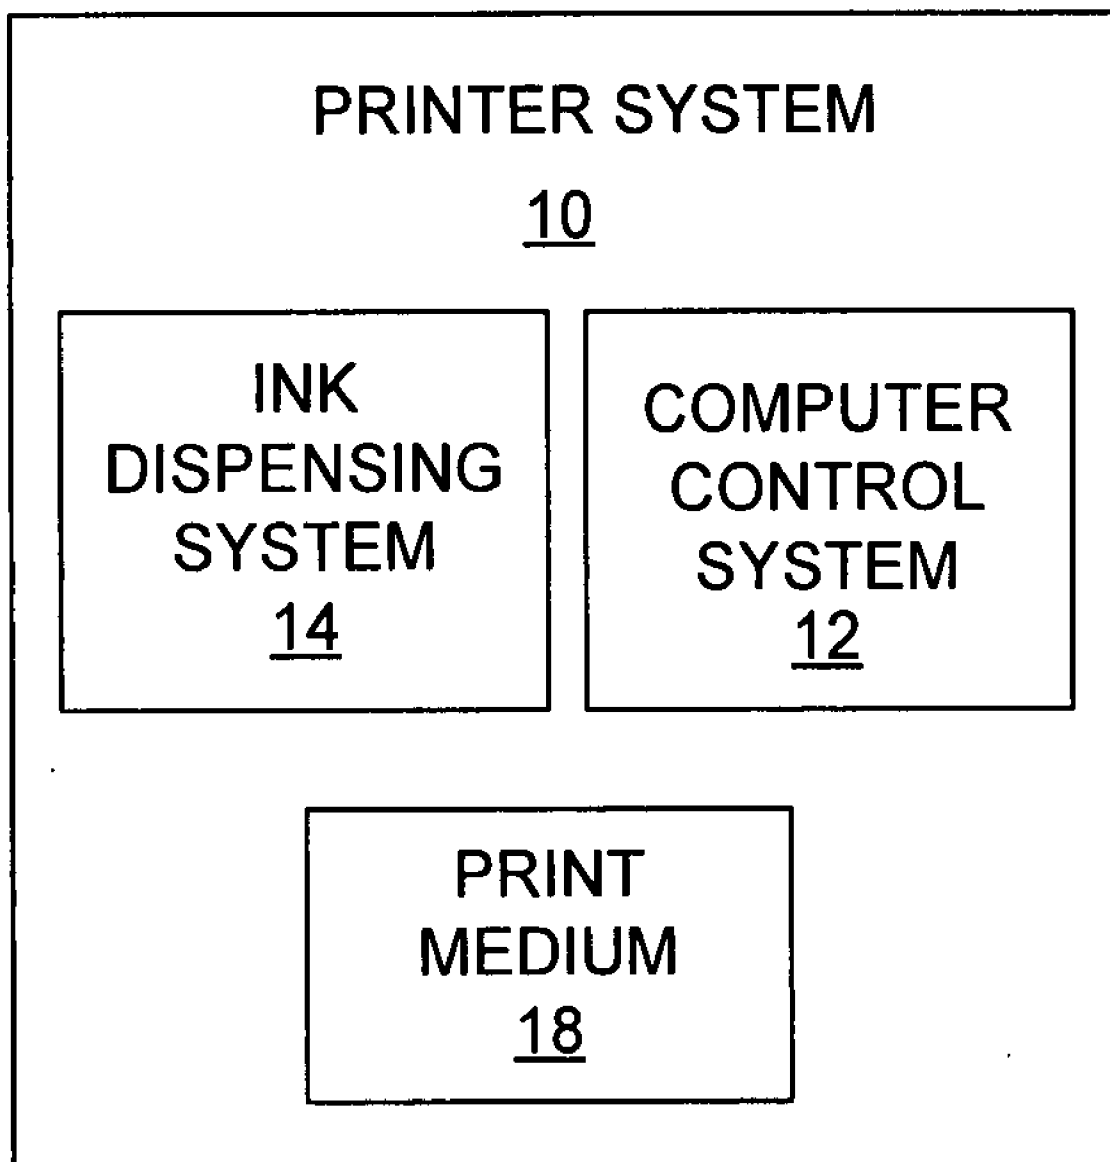 PRINTER SYSTEM
10
INK
DISPENSING
SYSTEM
14
COMPUTER
CONTROL
SYSTEM
12
PRINT
MEDIUM
18